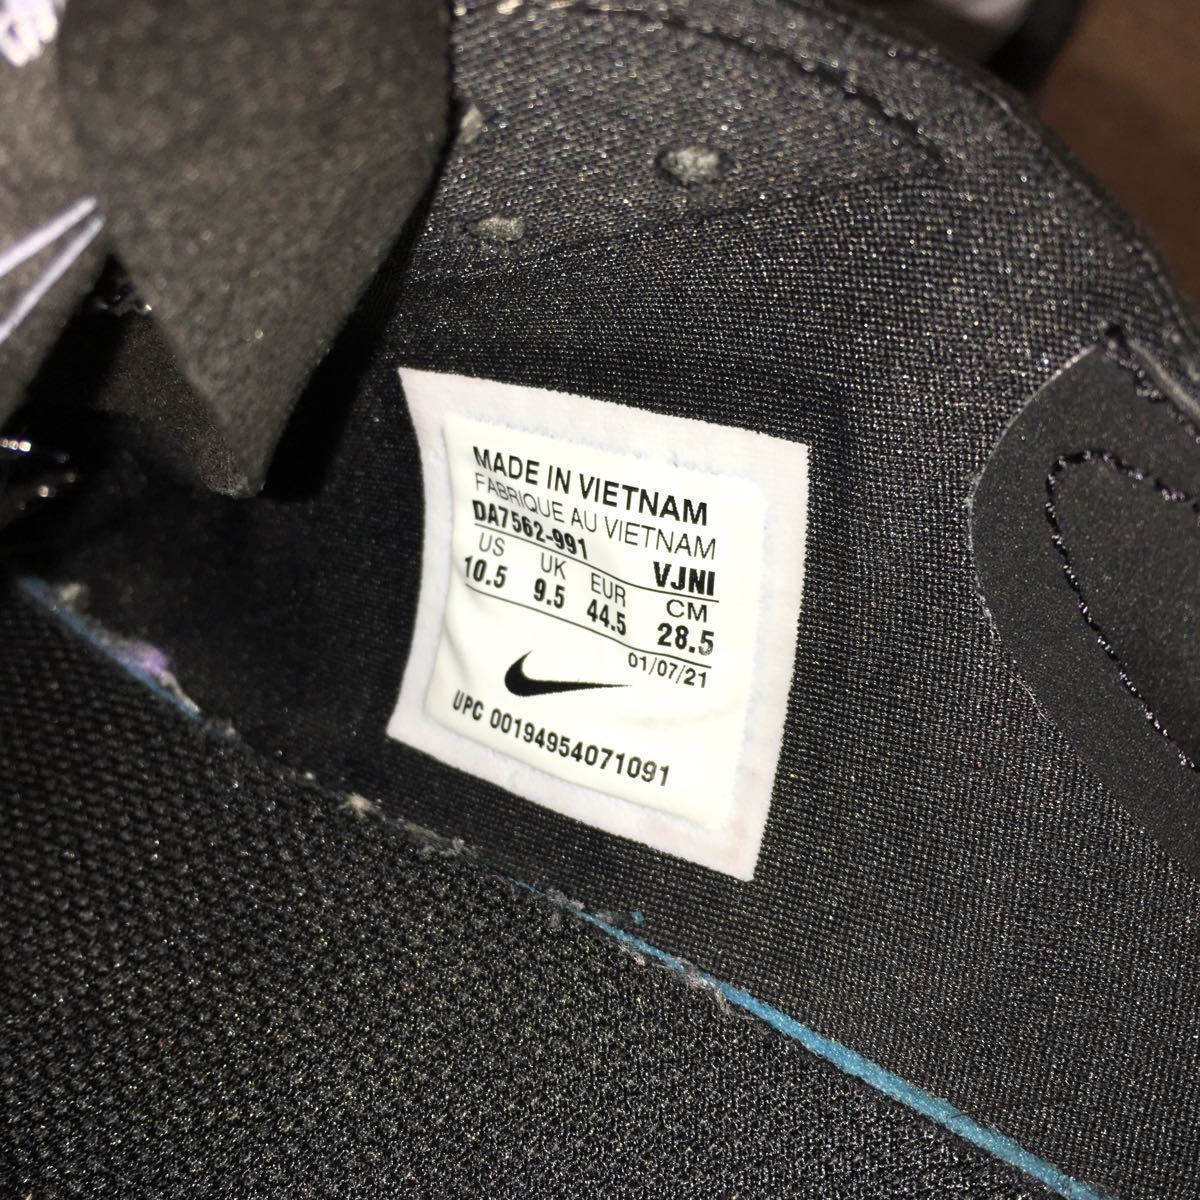 MADE IN VIETNAM
FABRIQUE AU VIETNAM
DA7562-991 VJNI
US UK EUR CM
10.5 9.5 44.5 28.5
01/07/21
UPC 00194954071091